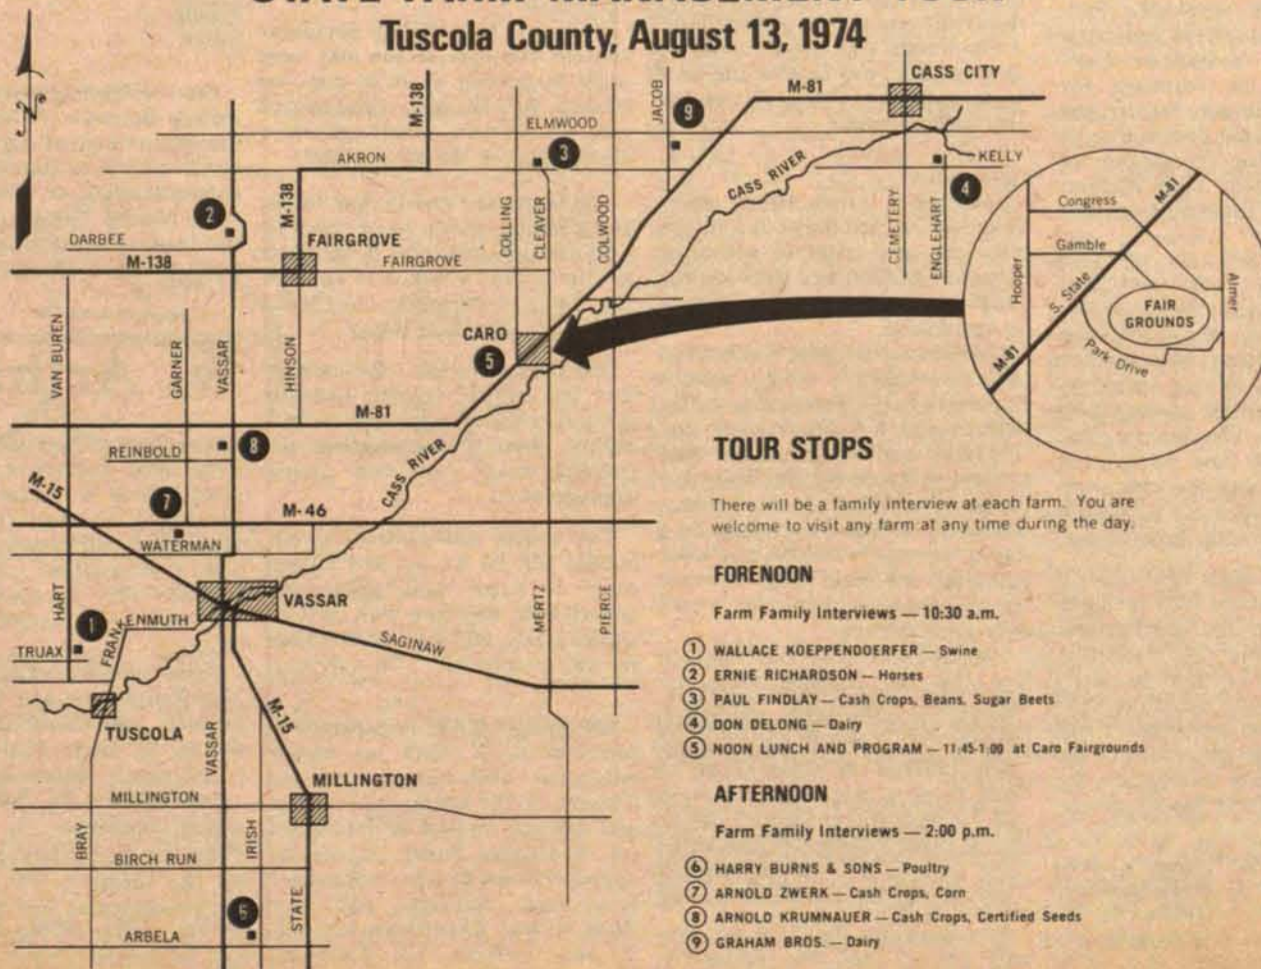 Tuscola County, August 13, 1974
N
M-138
ELMWOOD
JACOB
9
M-81
CASS CITY
AKRON
3
CASS RIVER
KELLY
2
M-138
COLLING
CLEAVER
COLWOOD
CEMETERY
ENGLEHART
4
DARBEE
FAIRGROVE
M-138
FAIRGROVE
M-81
Congress
Gamble
Hooper
S. State
Almer
FAIR
GROUNDS
Park Drive
M-81
CARO
5
VAN BUREN
GARNER
VASSAR
HINSON
M-81
REINBOLD
8
CASS RIVER
M-15
7
M-46
WATERMAN
HART
VASSAR
1
FRANKENMUTH
TRUAX
SAGINAW
MERTZ
PIERCE
TUSCOLA
VASSAR
M-15
MILLINGTON
MILLINGTON
BRAY
IRISH
BIRCH RUN
STATE
6
ARBELA
TOUR STOPS
There will be a family interview at each farm. You are
welcome to visit any farm at any time during the day.
FORENOON
Farm Family Interviews — 10:30 a.m.
1 WALLACE KOEPPENDOERFER — Swine
2 ERNIE RICHARDSON — Horses
3 PAUL FINDLAY — Cash Crops, Beans, Sugar Beets
4 DON DELONG — Dairy
5 NOON LUNCH AND PROGRAM — 11:45-1:00 at Caro Fairgrounds
AFTERNOON
Farm Family Interviews — 2:00 p.m.
6 HARRY BURNS & SONS — Poultry
7 ARNOLD ZWERK — Cash Crops, Corn
8 ARNOLD KRUMNAUER — Cash Crops, Certified Seeds
9 GRAHAM BROS. — Dairy